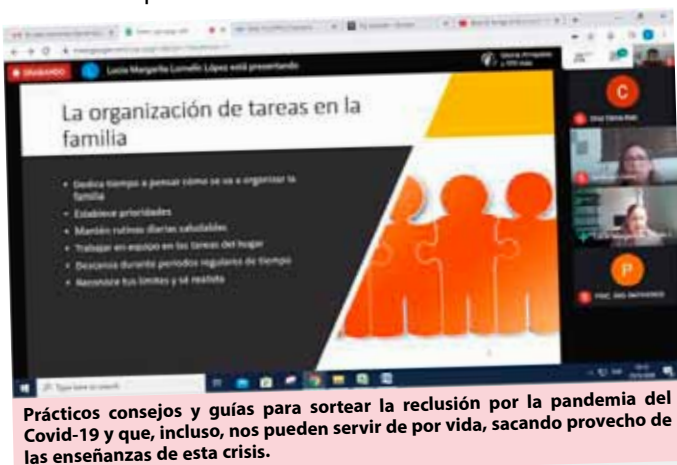 GRABANDO
Lucia Margarita Lomelín López está presentando
La organización de tareas en la
familia
• Dedica tiempo a pensar cómo se va a organizar la
familia
• Establece prioridades
• Mantén rutinas diarias saludables
• Trabajar en equipo en las tareas del hogar
• Descansa durante periodos regulares de tiempo
• Reconoce tus límites y sé realista
C
P
Type here to search
Prácticos consejos y guías para sortear la reclusión por la pandemia del
Covid-19 y que, incluso, nos pueden servir de por vida, sacando provecho de
las enseñanzas de esta crisis.